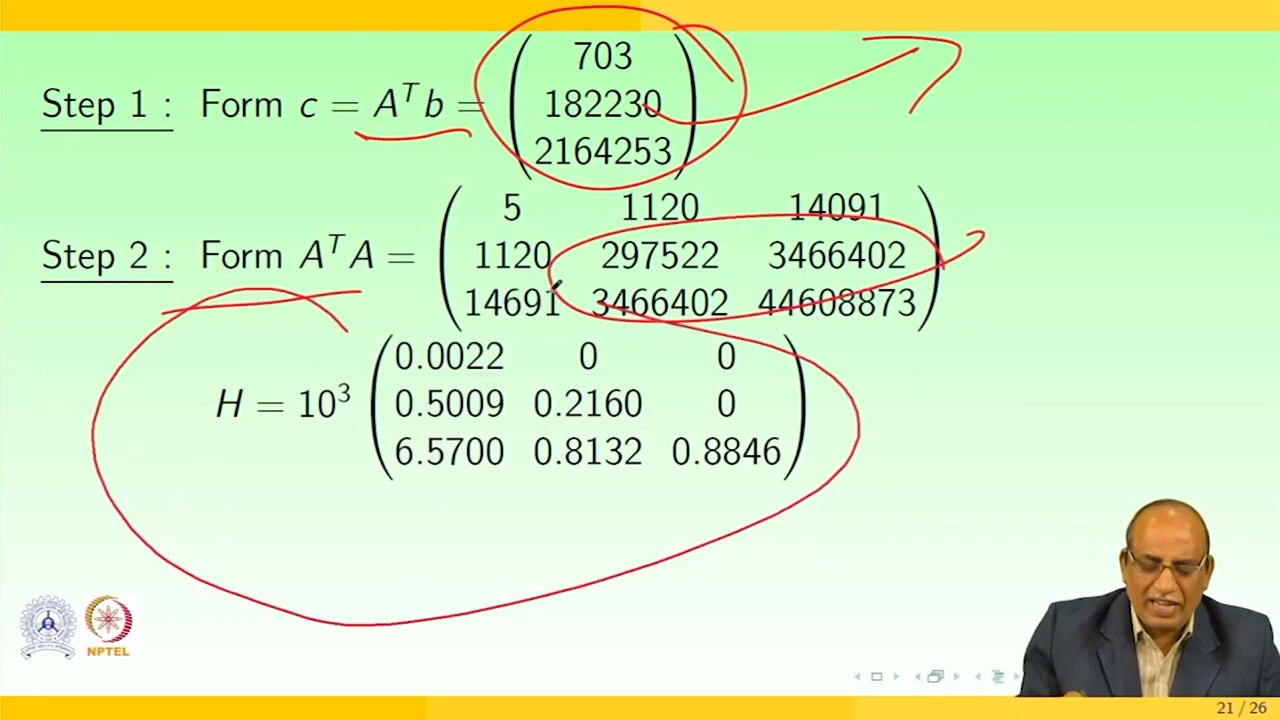 Step 1 : Form c = A^T b = (703
182230
2164253)
Step 2 : Form A^T A = (5 1120 14091
1120 297522 3466402
14691 3466402 44608873)
H = 10^3 (0.0022 0 0
0.5009 0.2160 0
6.5700 0.8132 0.8846)
NPTEL
21 / 26